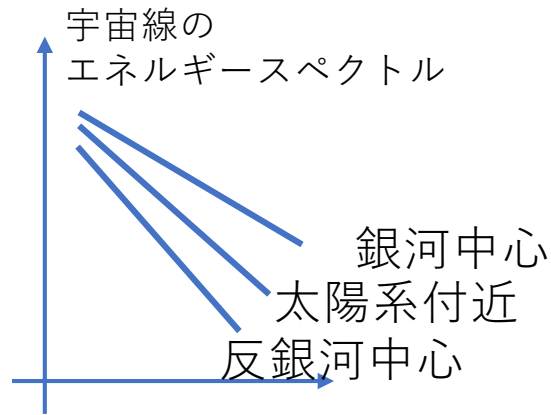 宇宙線の
エネルギースペクトル
銀河中心
太陽系付近
反銀河中心